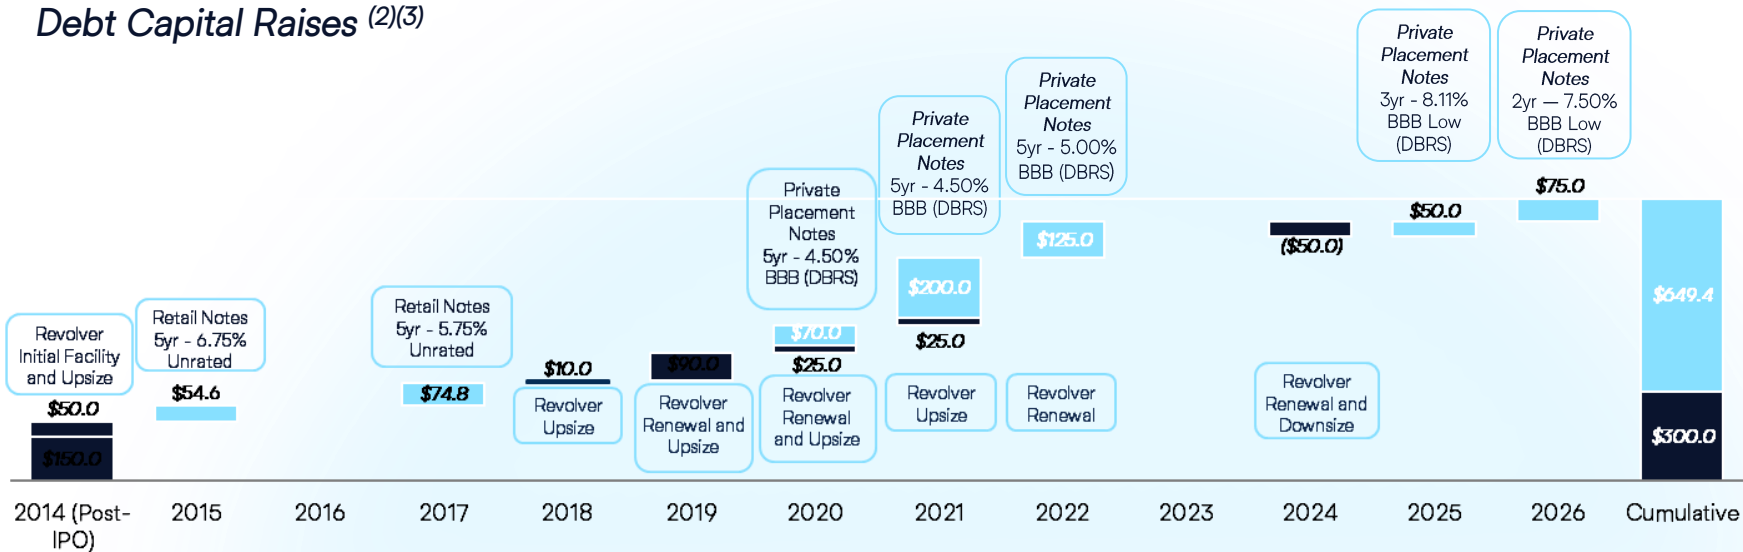 Debt Capital Raises (2)(3)
Revolver
Initial Facility
and Upsize
$50.0
$150.0
Retail Notes
5yr - 6.75%
Unrated
$54.6
Retail Notes
5yr - 5.75%
Unrated
$74.8
$10.0
Revolver
Upsize
$90.0
Revolver
Renewal and
Upsize
Private
Placement
Notes
5yr - 4.50%
BBB (DBRS)
$70.0
$25.0
Revolver
Renewal
and Upsize
Private
Placement
Notes
5yr - 4.50%
BBB (DBRS)
$200.0
$25.0
Revolver
Upsize
Private
Placement
Notes
5yr - 5.00%
BBB (DBRS)
$125.0
Revolver
Renewal
($50.0)
Revolver
Renewal and
Downsize
Private
Placement
Notes
3yr - 8.11%
BBB Low
(DBRS)
$50.0
Private
Placement
Notes
2yr — 7.50%
BBB Low
(DBRS)
$75.0
$649.4
$300.0
2014 (Post-
IPO)
2015
2016
2017
2018
2019
2020
2021
2022
2023
2024
2025
2026
Cumulative